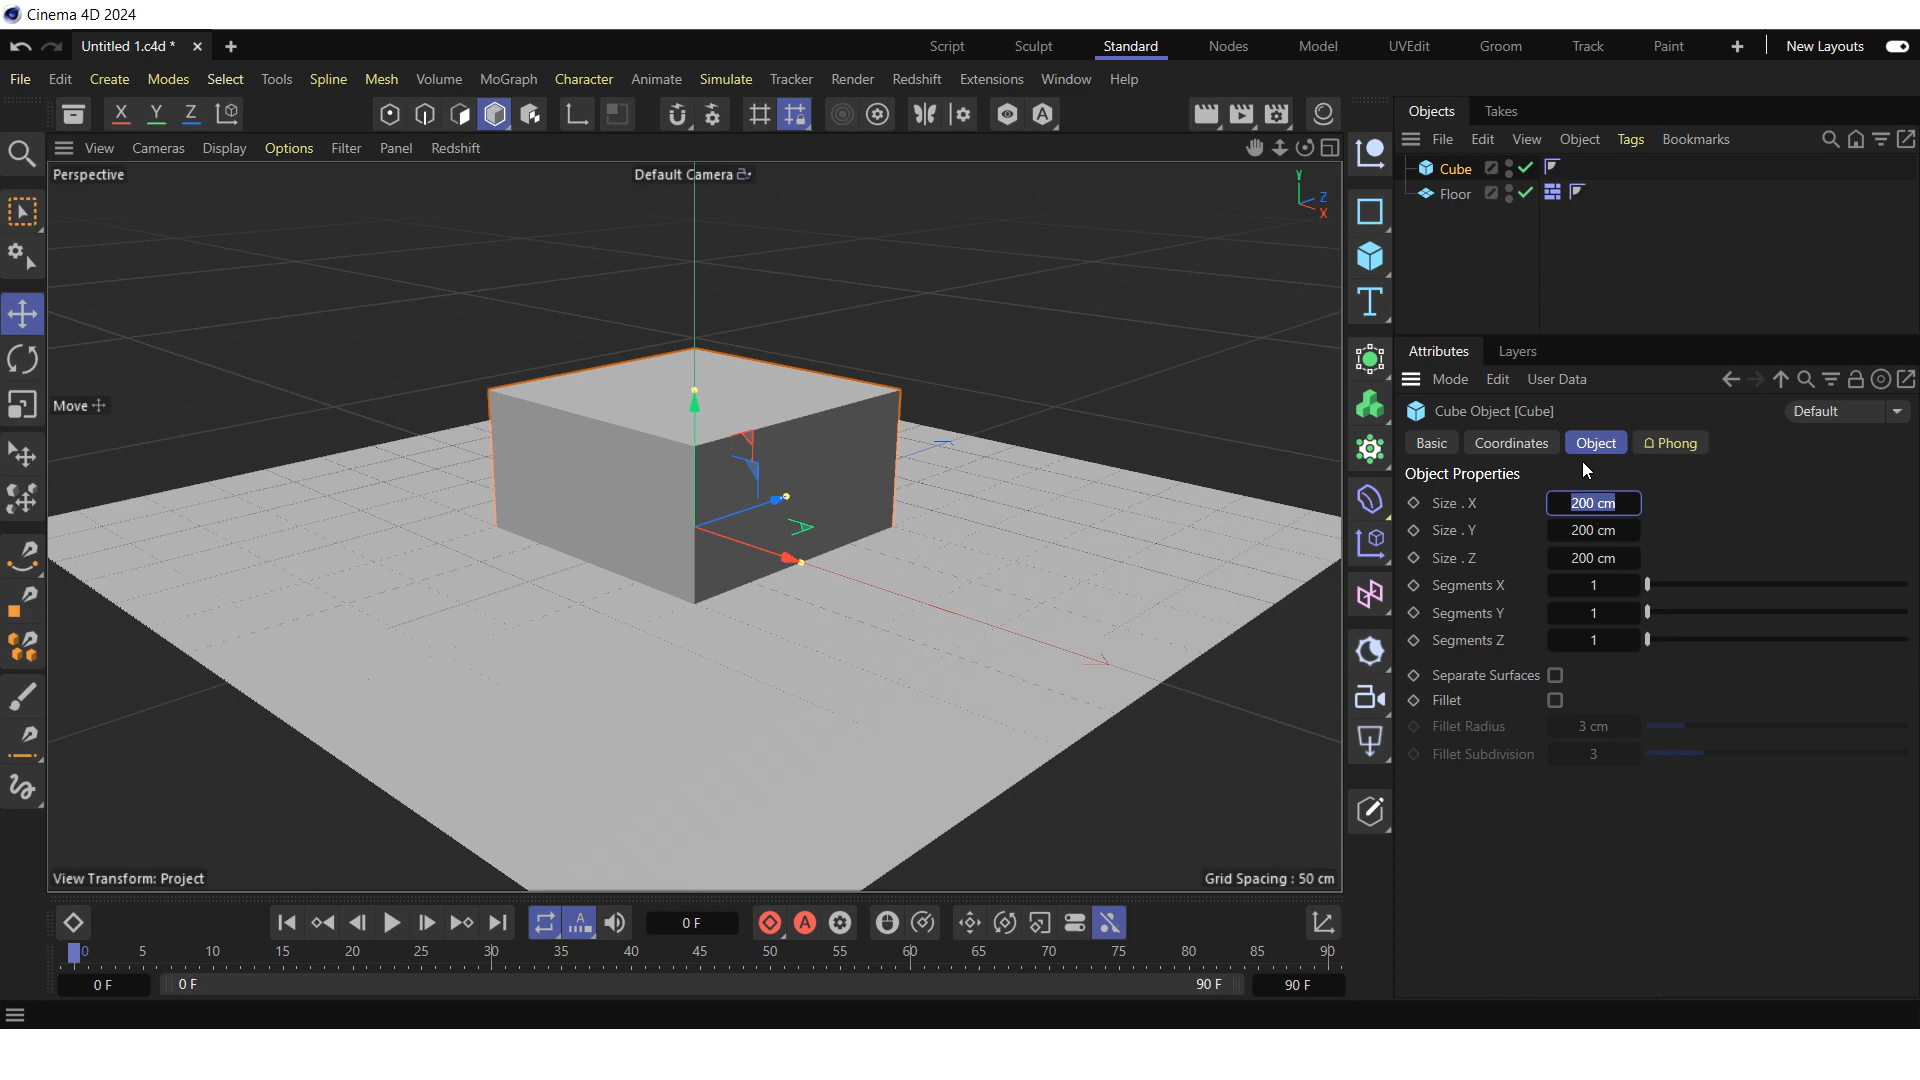 Cinema 4D 2024
Untitled 1.c4d *
Script
Sculpt
Standard
Nodes
Model
UVEdit
Groom
Track
Paint
New Layouts
File
Edit
Create
Modes
Select
Tools
Spline
Mesh
Volume
MoGraph
Character
Animate
Simulate
Tracker
Render
Redshift
Extensions
Window
Help
X
Y
Z
A
Objects
Takes
File
Edit
View
Object
Tags
Bookmarks
View
Cameras
Display
Options
Filter
Panel
Redshift
Perspective
Default Camera
Y
Z
X
Cube
Floor
T
Attributes
Layers
Mode
Edit
User Data
Move
Cube Object [Cube]
Default
Basic
Coordinates
Object
Phong
Object Properties
Size . X 200 cm
Size . Y 200 cm
Size . Z 200 cm
Segments X 1
Segments Y 1
Segments Z 1
Separate Surfaces
Fillet
Fillet Radius 3 cm
Fillet Subdivision 3
View Transform: Project
Grid Spacing : 50 cm
A
0 F
A
0 5 10 15 20 25 30 35 40 45 50 55 60 65 70 75 80 85 90
0 F
0 F
90 F
90 F